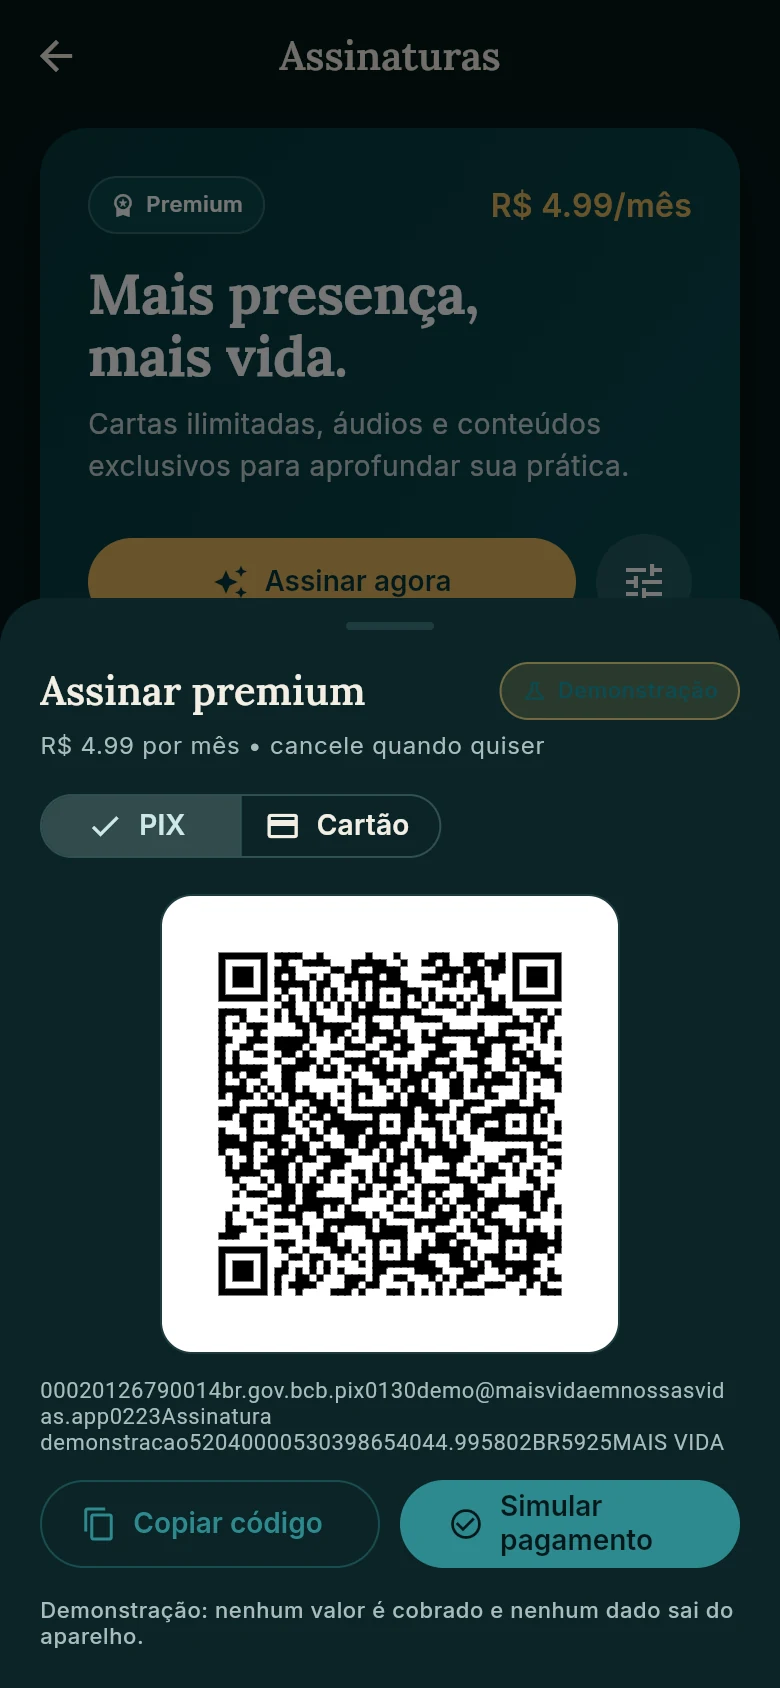 Assinaturas
Premium
R$ 4.99/mês
Mais presença,
mais vida.
Cartas ilimitadas, áudios e conteúdos
exclusivos para aprofundar sua prática.
Assinar agora
Assinar premium
Demonstração
R$ 4.99 por mês • cancele quando quiser
PIX
Cartão
00020126790014br.gov.bcb.pix0130demo@maisvidaemnossasvid
as.app0223Assinatura
demonstracao52040000530398654044.995802BR5925MAIS VIDA
Copiar código
Simular
pagamento
Demonstração: nenhum valor é cobrado e nenhum dado sai do
aparelho.